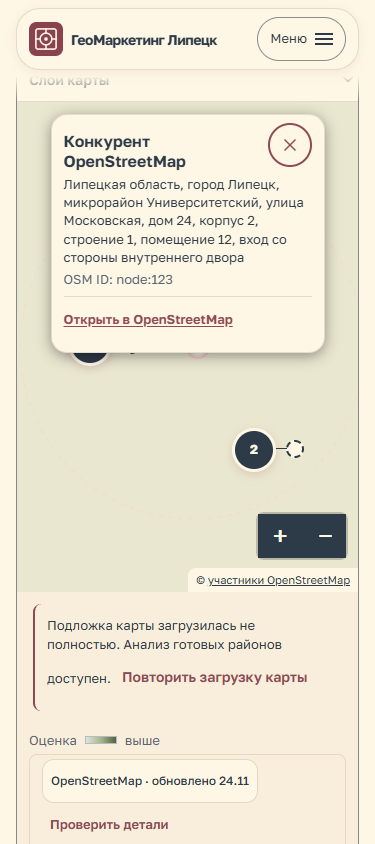 ГеоМаркетинг Липецк
Меню
Слои карты
Конкурент
OpenStreetMap
Липецкая область, город Липецк,
микрорайон Университетский, улица
Московская, дом 24, корпус 2,
строение 1, помещение 12, вход со
стороны внутреннего двора
OSM ID: node:123
Открыть в OpenStreetMap
2
+ −
© участники OpenStreetMap
Подложка карты загрузилась не
полностью. Анализ готовых районов
доступен. Повторить загрузку карты
Оценка выше
OpenStreetMap · обновлено 24.11
Проверить детали